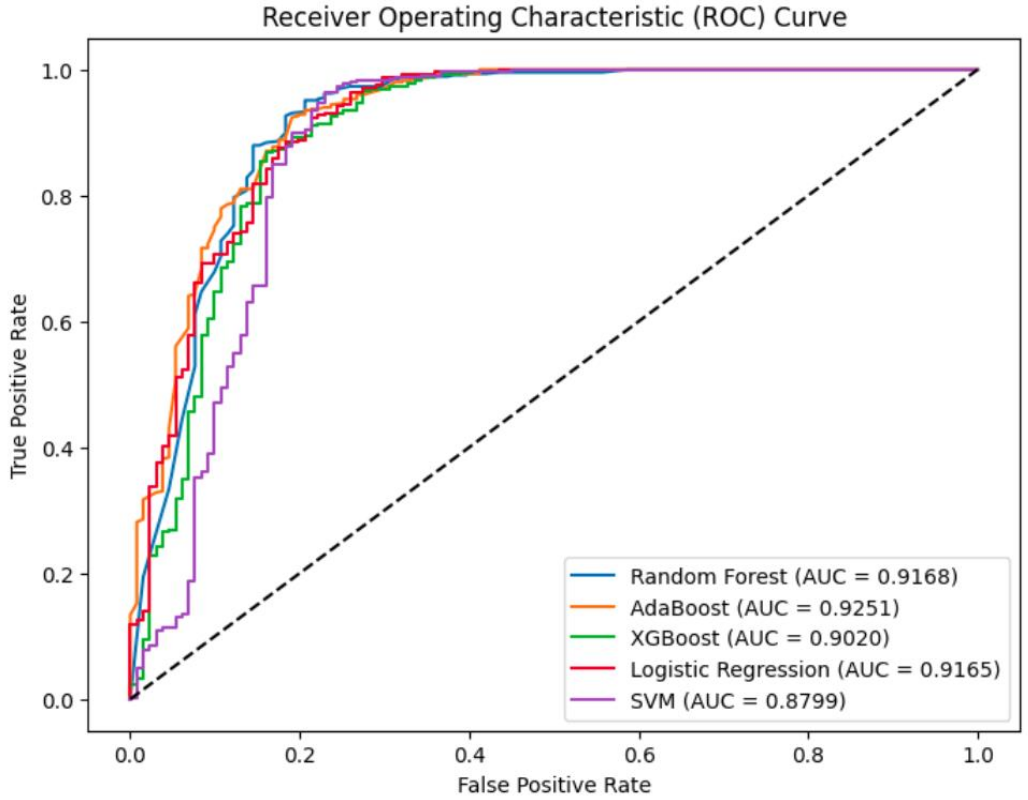 Receiver Operating Characteristic (ROC) Curve
True Positive Rate
1.0
0.8
0.6
0.4
0.2
0.0
Random Forest (AUC = 0.9168)
AdaBoost (AUC = 0.9251)
XGBoost (AUC = 0.9020)
Logistic Regression (AUC = 0.9165)
SVM (AUC = 0.8799)
0.0 0.2 0.4 0.6 0.8 1.0
False Positive Rate